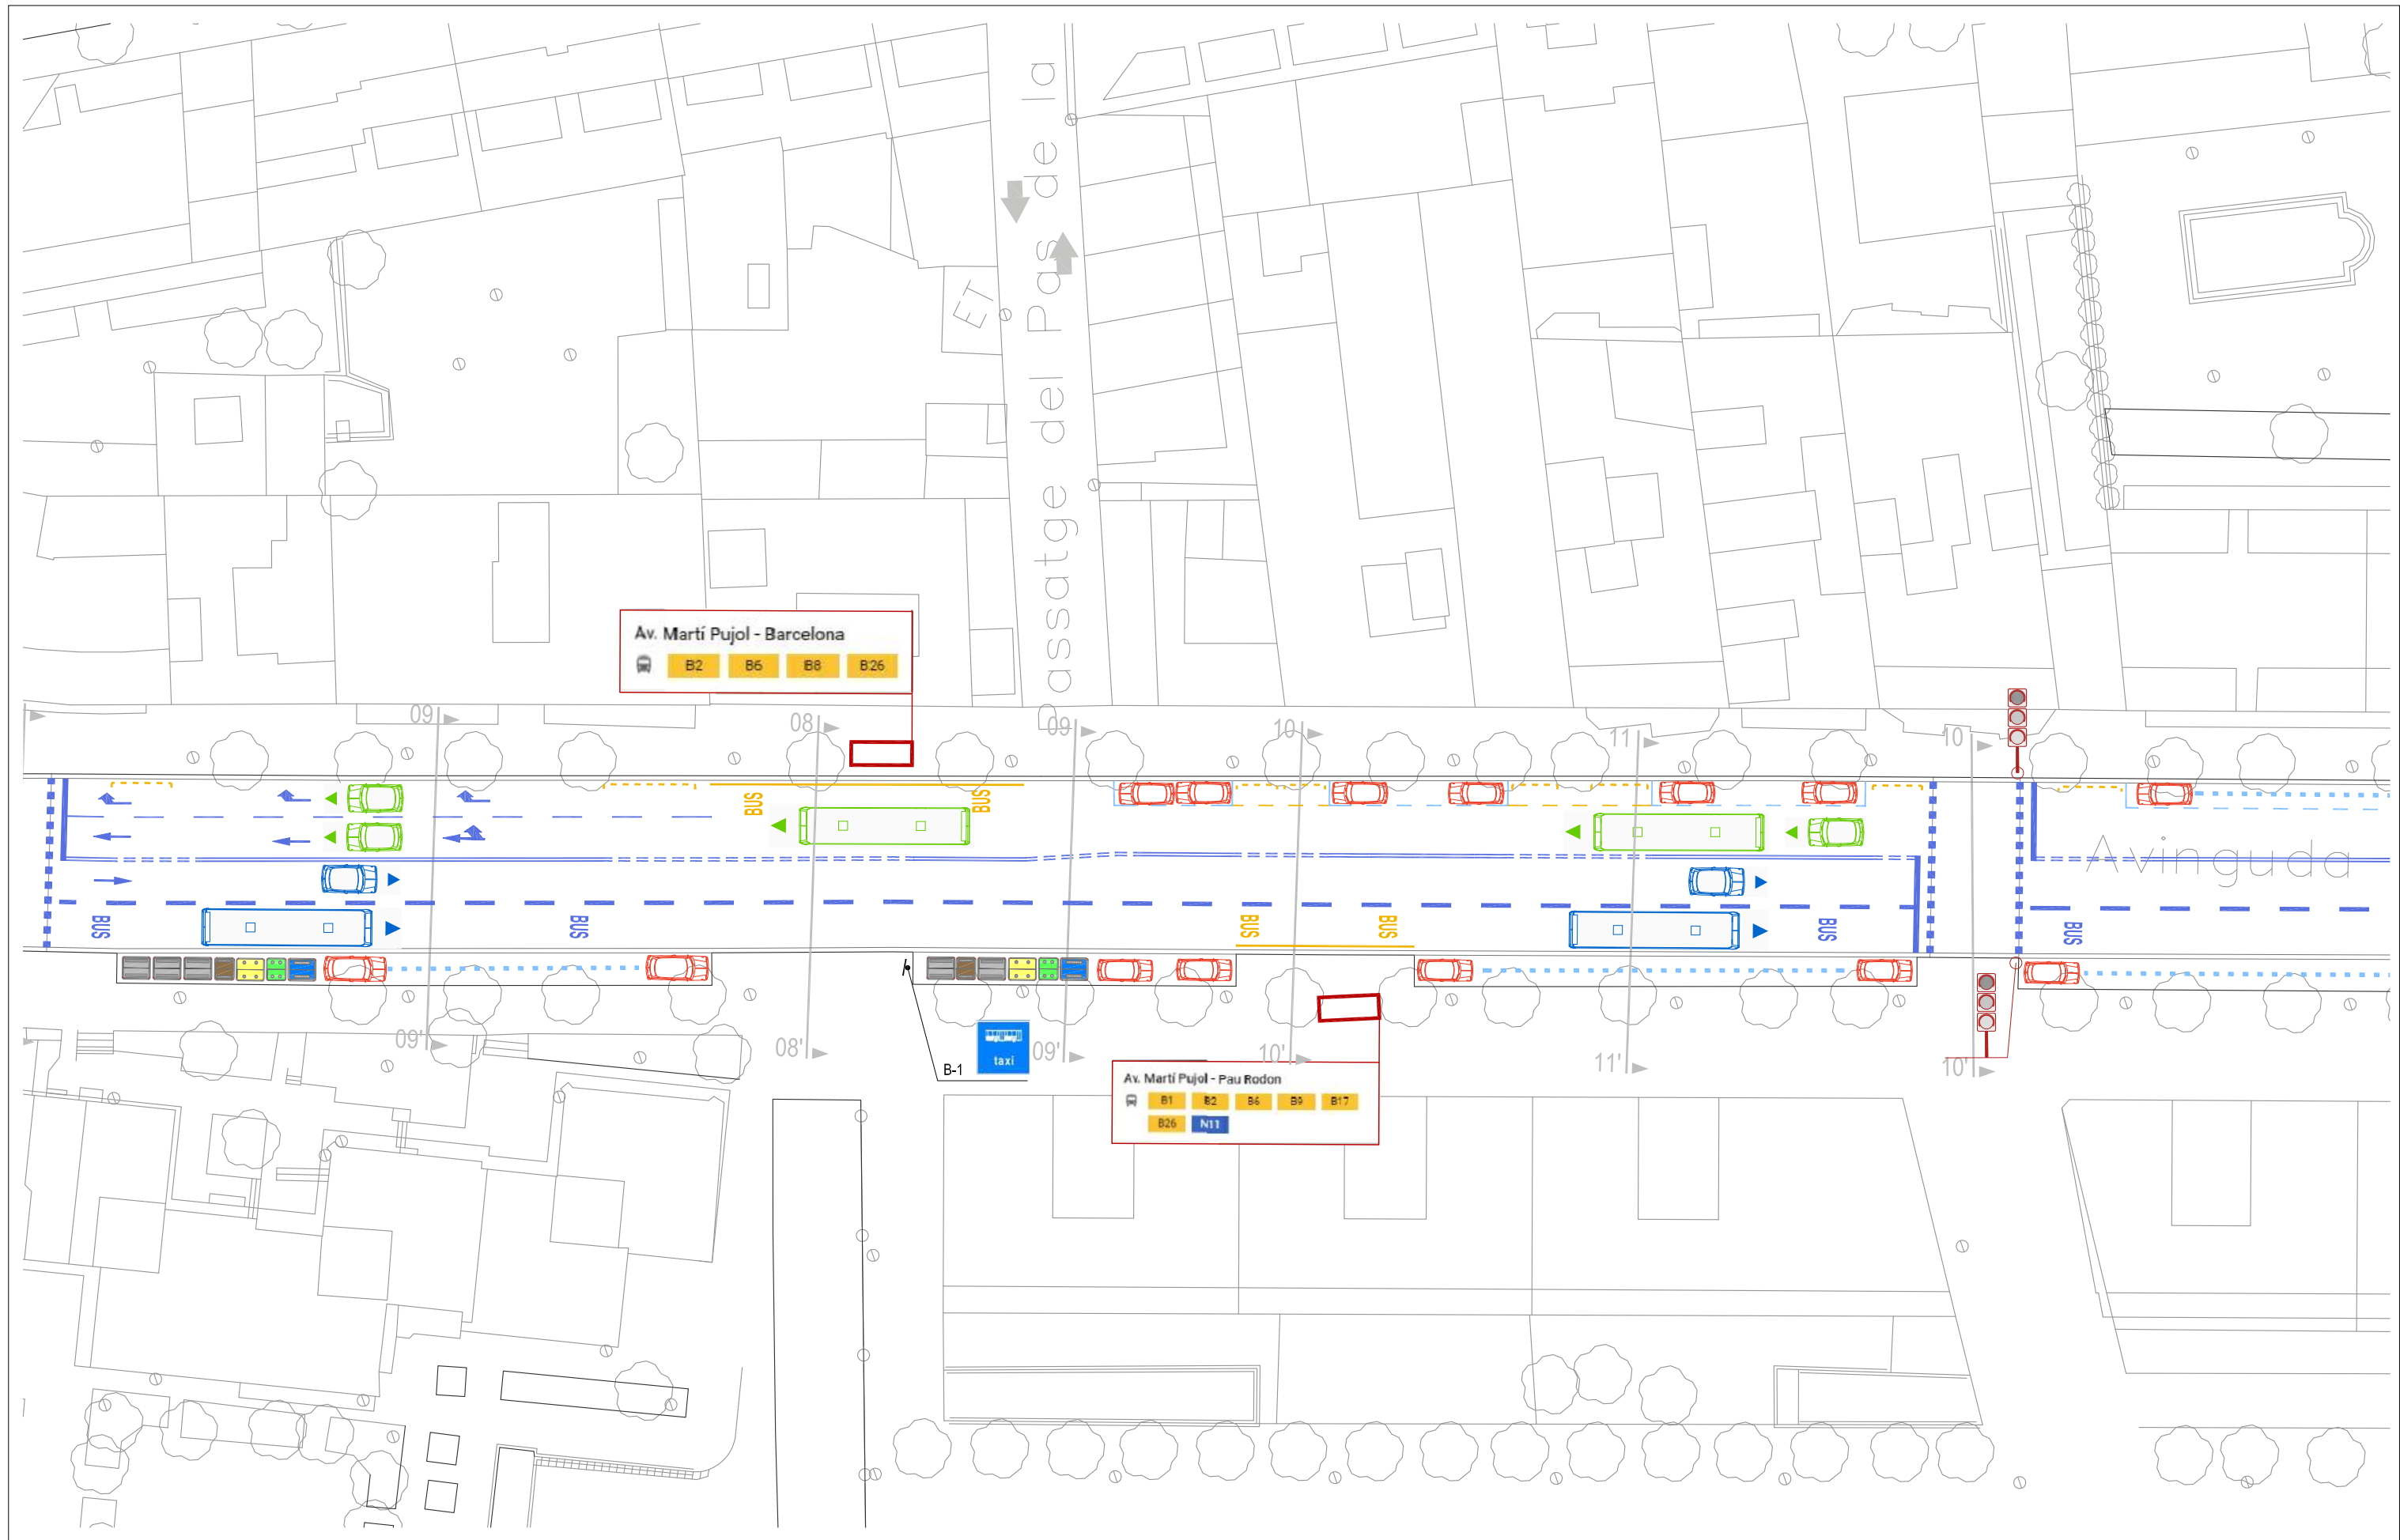 Passatge del Pas de la
ET
Av. Martí Pujol - Barcelona
B2 B6 B8 B26
09
08
09
10
11
10
BUS
BUS
Avinguda
BUS
BUS
BUS
BUS
BUS
BUS
09'
08'
09'
10'
11'
10'
B-1
taxi
Av. Martí Pujol - Pau Rodon
B1 B2 B6 B9 B17
B26 N11